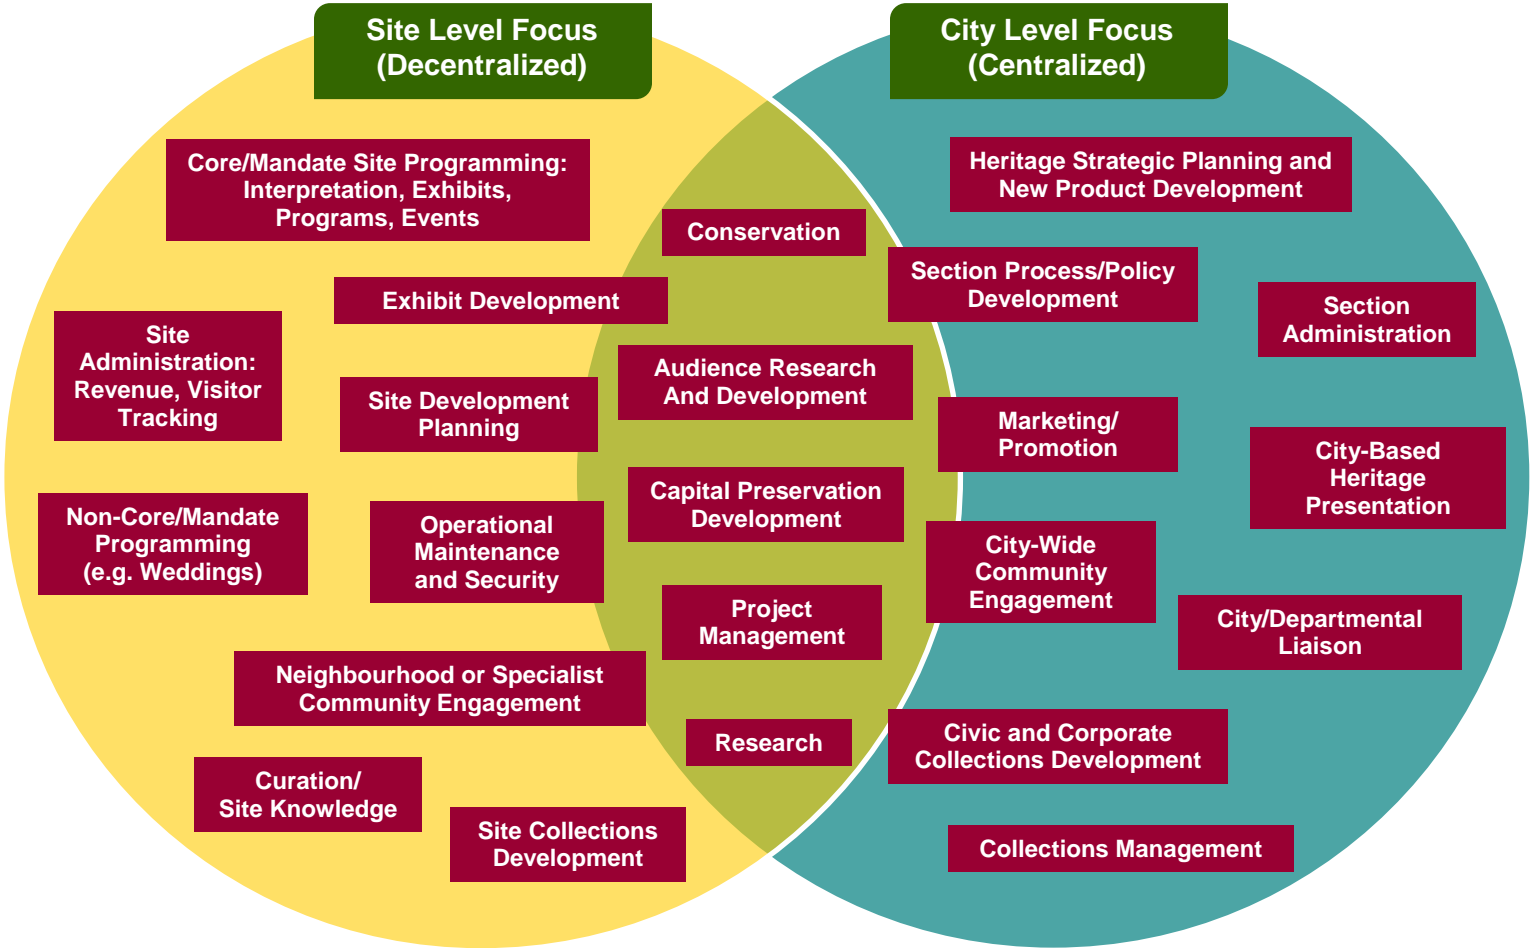 Site Level Focus
(Decentralized)
City Level Focus
(Centralized)
Core/Mandate Site Programming:
Interpretation, Exhibits,
Programs, Events
Exhibit Development
Site
Administration:
Revenue, Visitor
Tracking
Site Development
Planning
Non-Core/Mandate
Programming
(e.g. Weddings)
Operational
Maintenance
and Security
Neighbourhood or Specialist
Community Engagement
Curation/
Site Knowledge
Site Collections
Development
Conservation
Audience Research
And Development
Capital Preservation
Development
Project
Management
Research
Heritage Strategic Planning and
New Product Development
Section Process/Policy
Development
Section
Administration
Marketing/
Promotion
City-Based
Heritage
Presentation
City-Wide
Community
Engagement
City/Departmental
Liaison
Civic and Corporate
Collections Development
Collections Management